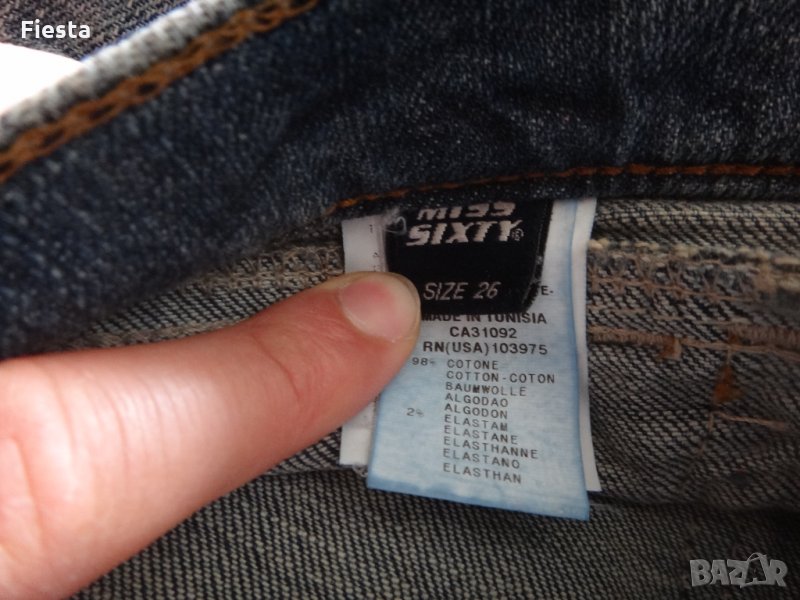 Fiesta
MISS
SIXTY®
SIZE 26
MADE IN TUNISIA
CA31092
RN(USA)103975
98% COTONE
COTTON-COTON
BAUMWOLLE
ALGODAO
ALGODON
2% ELASTAM
ELASTANE
ELASTHANNE
ELASTANO
ELASTHAN
BAZAR